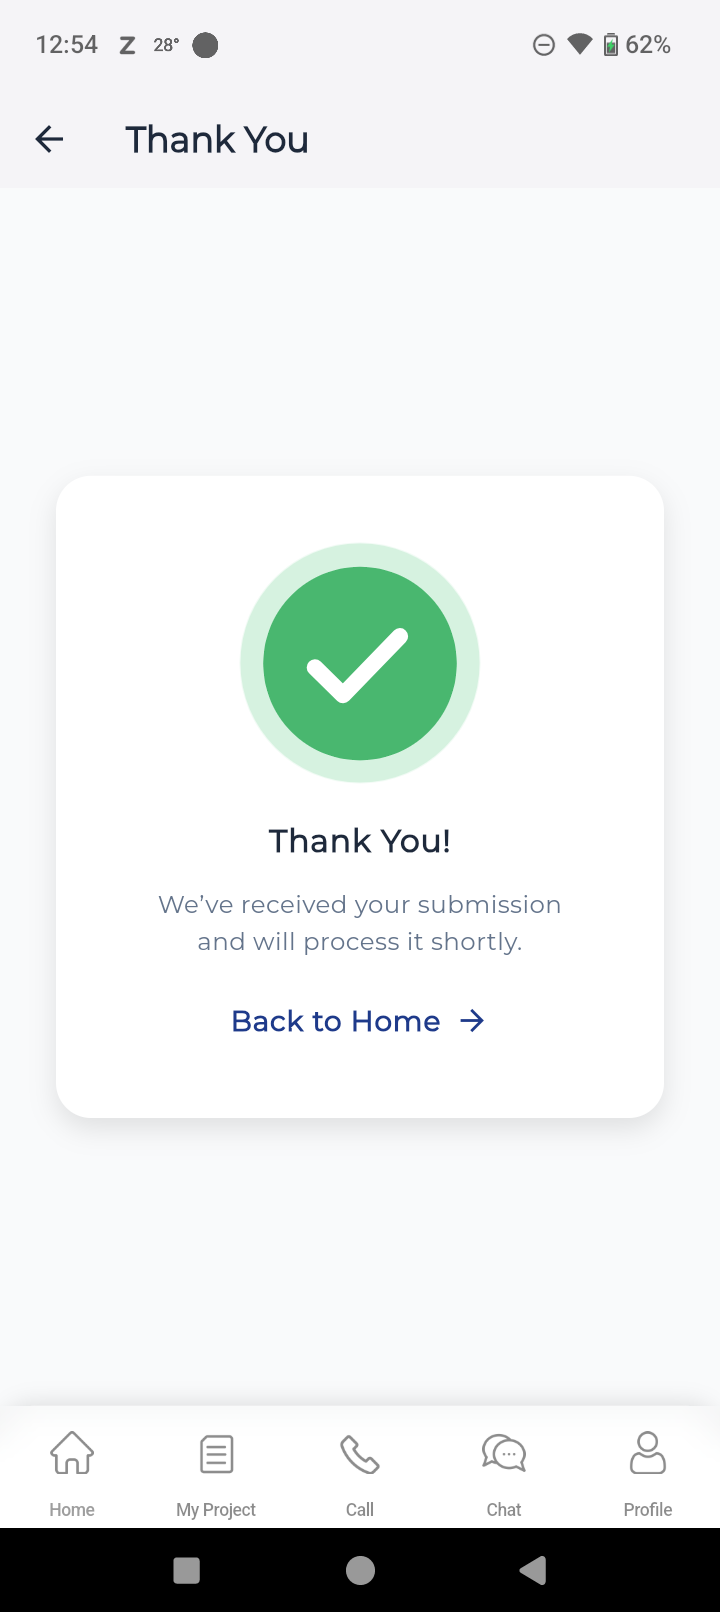 12:54 Z 28° 62%
Thank You
Thank You!
We’ve received your submission
and will process it shortly.
Back to Home
Home My Project Call Chat Profile